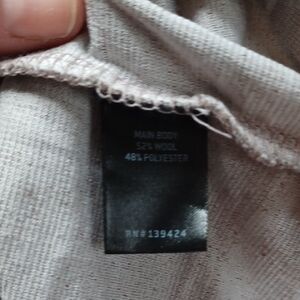 MAIN BODY
52% WOOL
48% POLYESTER
RN# 139424